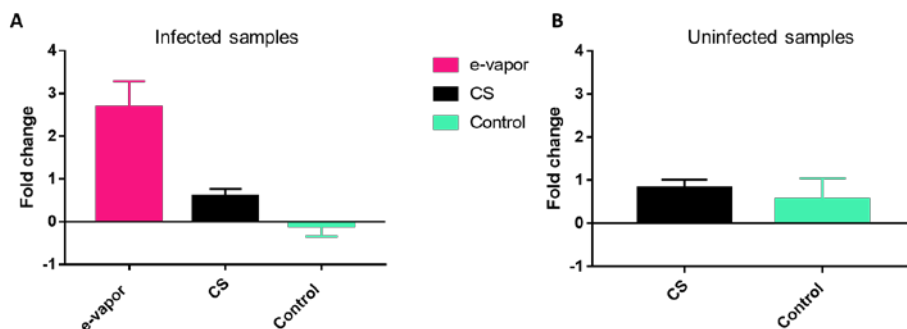 A
Infected samples
Fold change
4
3
2
1
0
-1
e-vapor
CS
Control
e-vapor
CS
Control
B
Uninfected samples
Fold change
4
3
2
1
0
-1
CS
Control